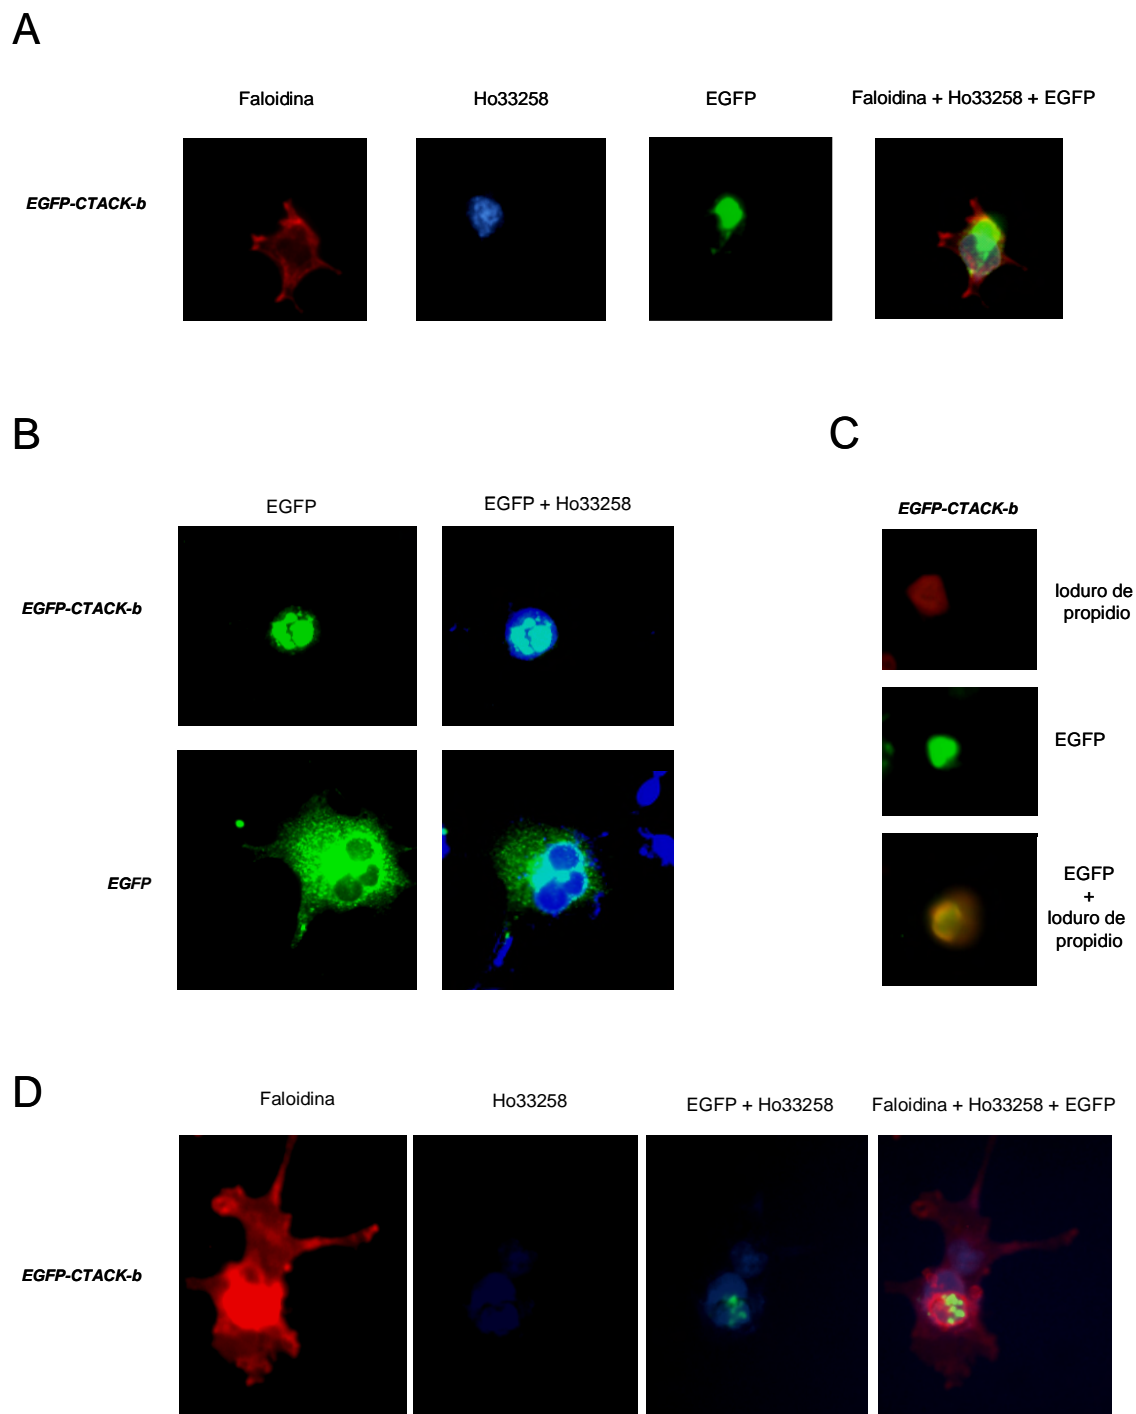 A
Faloidina
Ho33258
EGFP
Faloidina + Ho33258 + EGFP
EGFP-CTACK-b
B
EGFP
EGFP + Ho33258
EGFP-CTACK-b
EGFP
C
EGFP-CTACK-b
Ioduro de
propidio
EGFP
EGFP
+
Ioduro de
propidio
D
Faloidina
Ho33258
EGFP + Ho33258
Faloidina + Ho33258 + EGFP
EGFP-CTACK-b